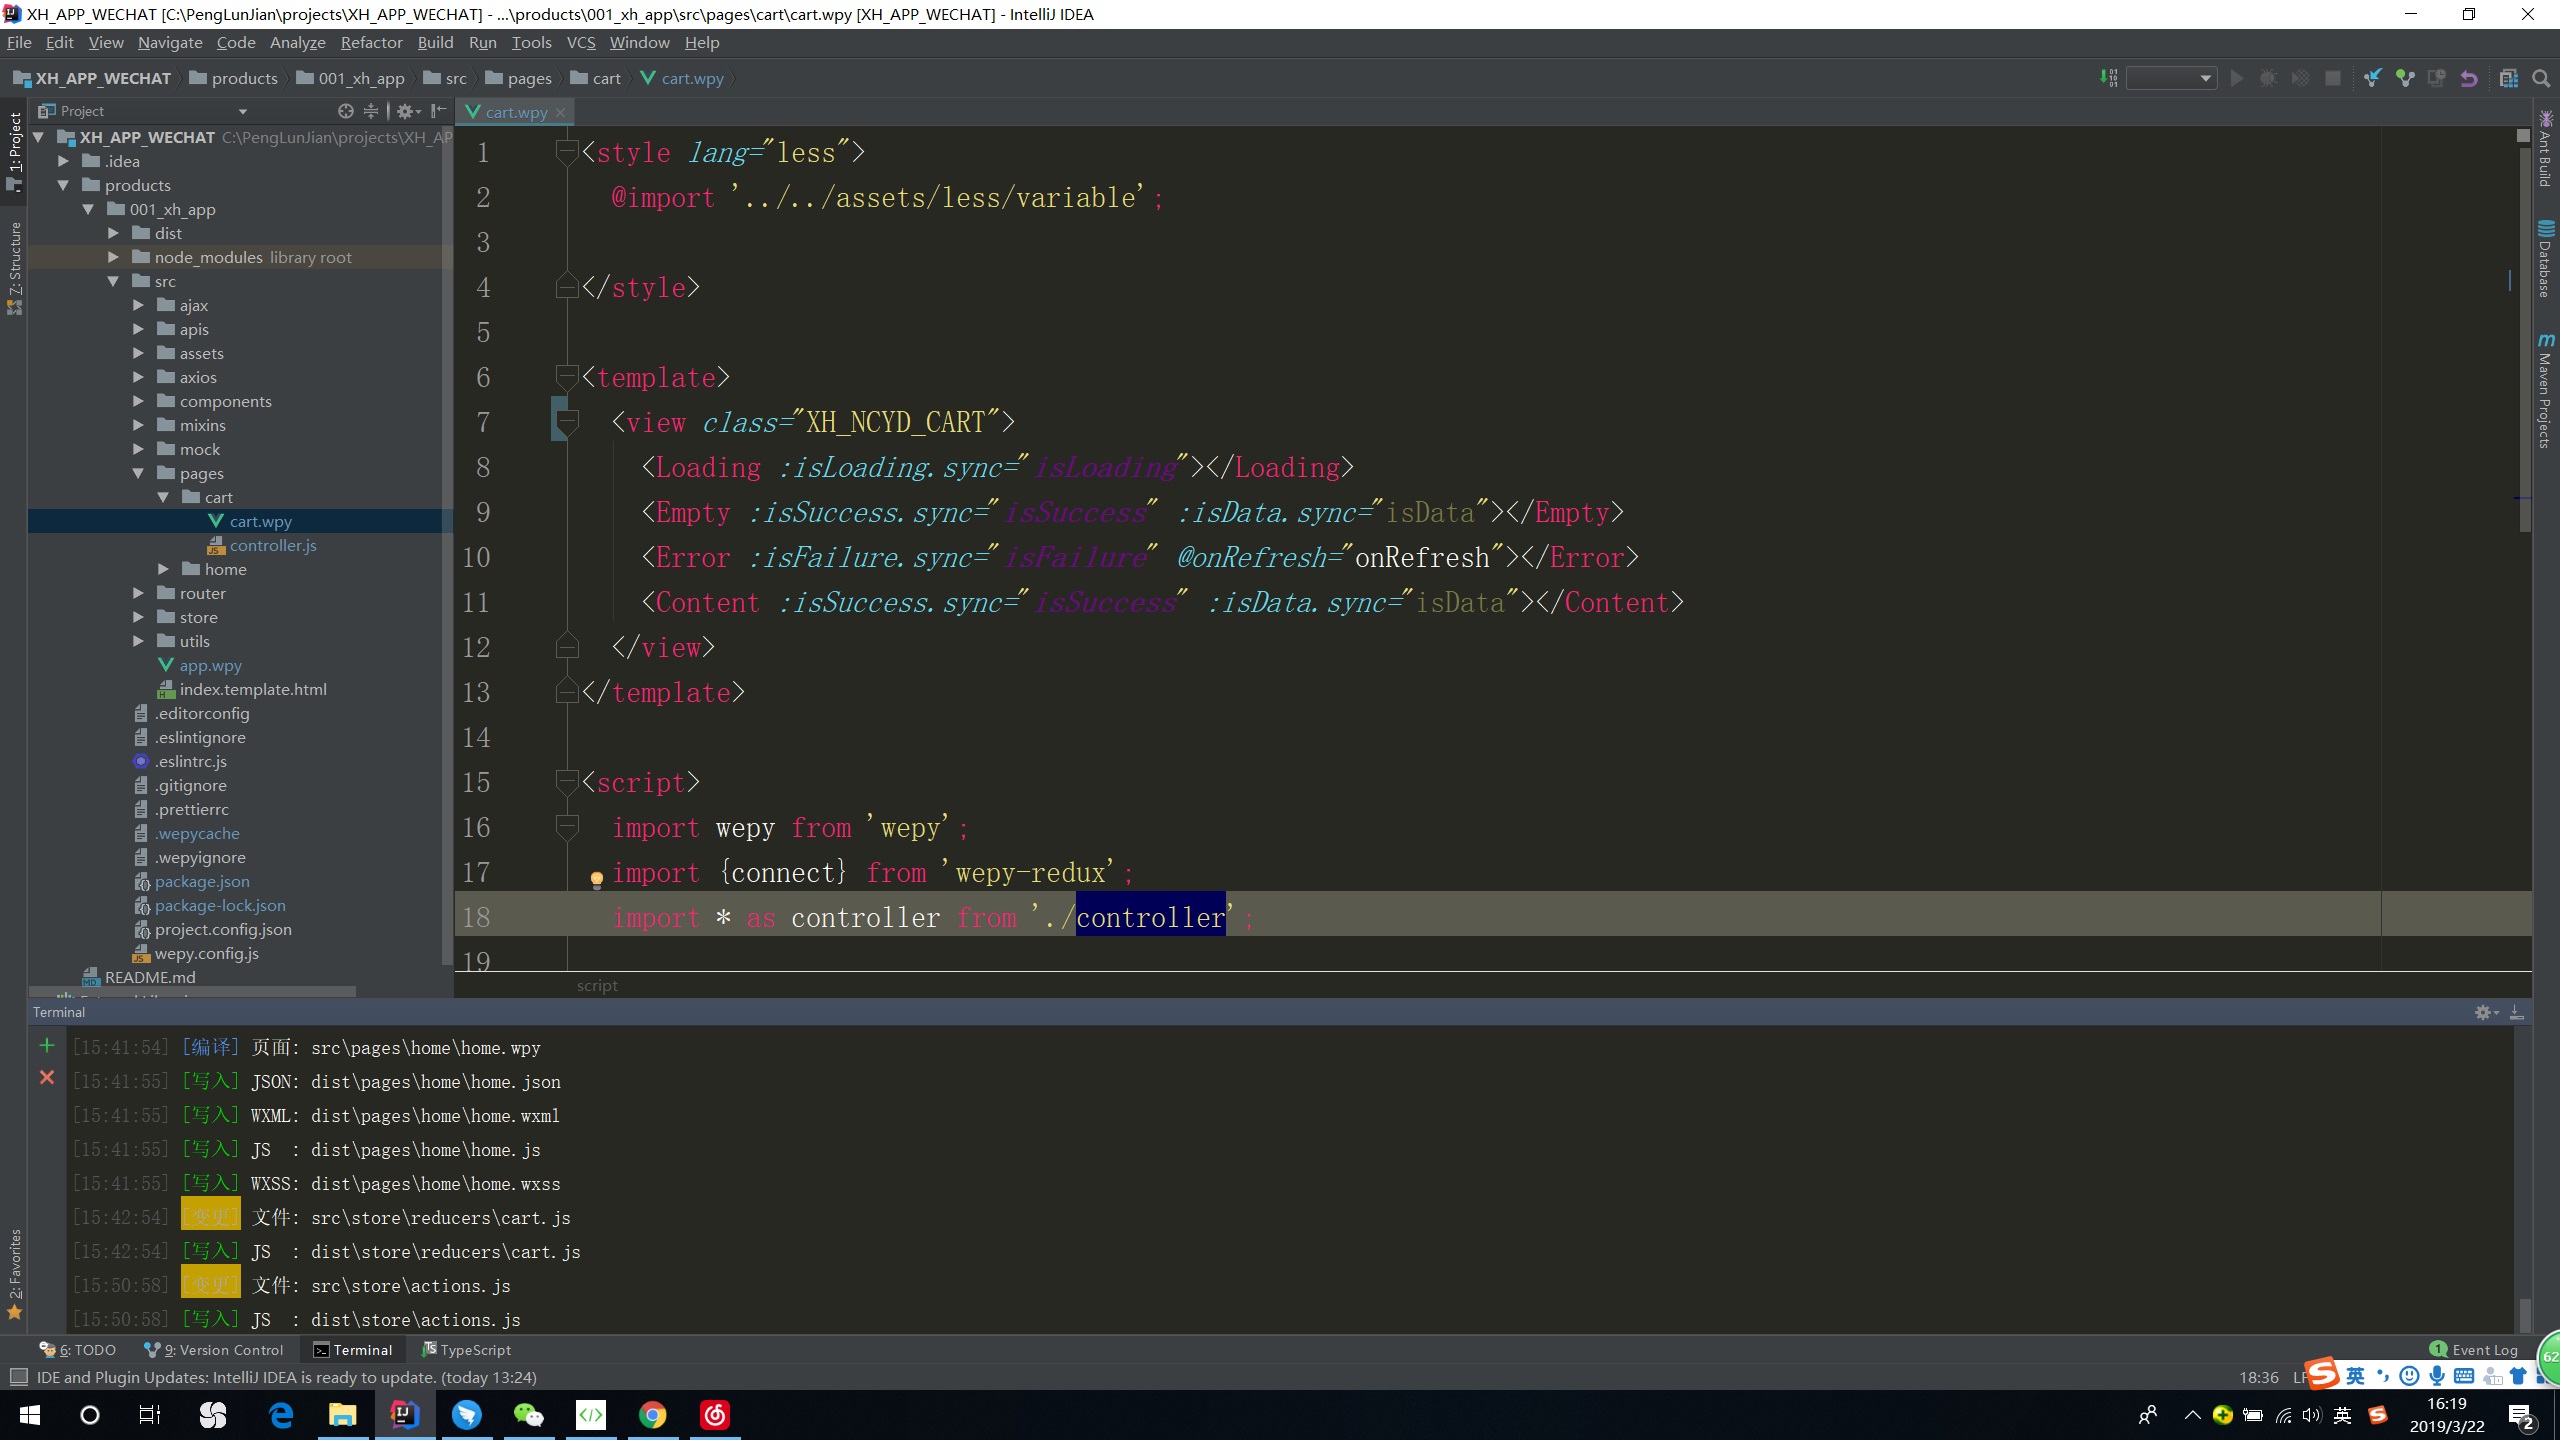 XH_APP_WECHAT [C:\PengLunJian\projects\XH_APP_WECHAT] - ...\products\001_xh_app\src\pages\cart\cart.wpy [XH_APP_WECHAT] - IntelliJ IDEA
File Edit View Navigate Code Analyze Refactor Build Run Tools VCS Window Help
XH_APP_WECHAT products 001_xh_app src pages cart cart.wpy
Project
cart.wpy
1: Project
Z: Structure
2: Favorites
XH_APP_WECHAT C:\PengLunJian\projects\XH_AP
.idea
products
001_xh_app
dist
node_modules library root
src
ajax
apis
assets
axios
components
mixins
mock
pages
cart
cart.wpy
controller.js
home
router
store
utils
app.wpy
index.template.html
.editorconfig
.eslintignore
.eslintrc.js
.gitignore
.prettierrc
.wepycache
.wepyignore
package.json
package-lock.json
project.config.json
wepy.config.js
README.md
1 <style lang="less">
2 @import '../../assets/less/variable';
3
4 </style>
5
6 <template>
7 <view class="XH_NCYD_CART">
8 <Loading :isLoading.sync="isLoading"></Loading>
9 <Empty :isSuccess.sync="isSuccess" :isData.sync="isData"></Empty>
10 <Error :isFailure.sync="isFailure" @onRefresh="onRefresh"></Error>
11 <Content :isSuccess.sync="isSuccess" :isData.sync="isData"></Content>
12 </view>
13 </template>
14
15 <script>
16 import wepy from 'wepy';
17 import {connect} from 'wepy-redux';
18 import * as controller from './controller';
19
script
Ant Build
Database
Maven Projects
Terminal
[15:41:54] [编译] 页面: src\pages\home\home.wpy
[15:41:55] [写入] JSON: dist\pages\home\home.json
[15:41:55] [写入] WXML: dist\pages\home\home.wxml
[15:41:55] [写入] JS  : dist\pages\home\home.js
[15:41:55] [写入] WXSS: dist\pages\home\home.wxss
[15:42:54] [变更] 文件: src\store\reducers\cart.js
[15:42:54] [写入] JS  : dist\store\reducers\cart.js
[15:50:58] [变更] 文件: src\store\actions.js
[15:50:58] [写入] JS  : dist\store\actions.js
6: TODO 9: Version Control Terminal TypeScript
1 Event Log
62
IDE and Plugin Updates: IntelliJ IDEA is ready to update. (today 13:24)
18:36 LF
英
英
16:19
2019/3/22
2